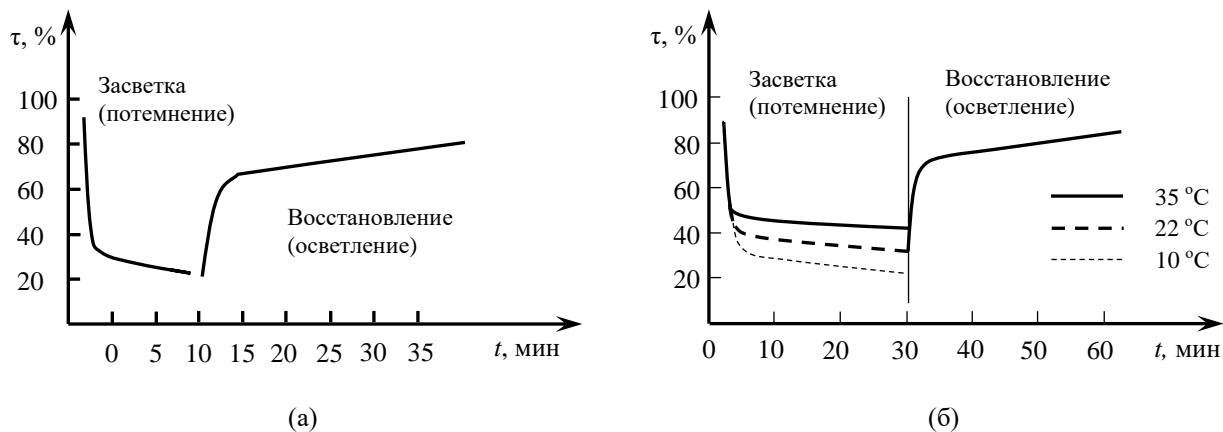 τ, %
Засветка
(потемнение)
100
80
60
40
20
Восстановление
(осветление)
0 5 10 15 20 25 30 35 t, мин
(а)
τ, %
Засветка
(потемнение)
Восстановление
(осветление)
100
80
60
40
20
35 °C
22 °C
10 °C
0 10 20 30 40 50 60 t, мин
(б)